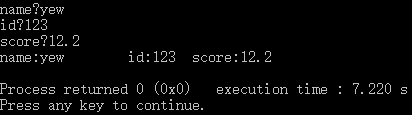 name?yew
id?123
score?12.2
name:yew        id:123  score:12.2
Process returned 0 (0x0)   execution time : 7.220 s
Press any key to continue.